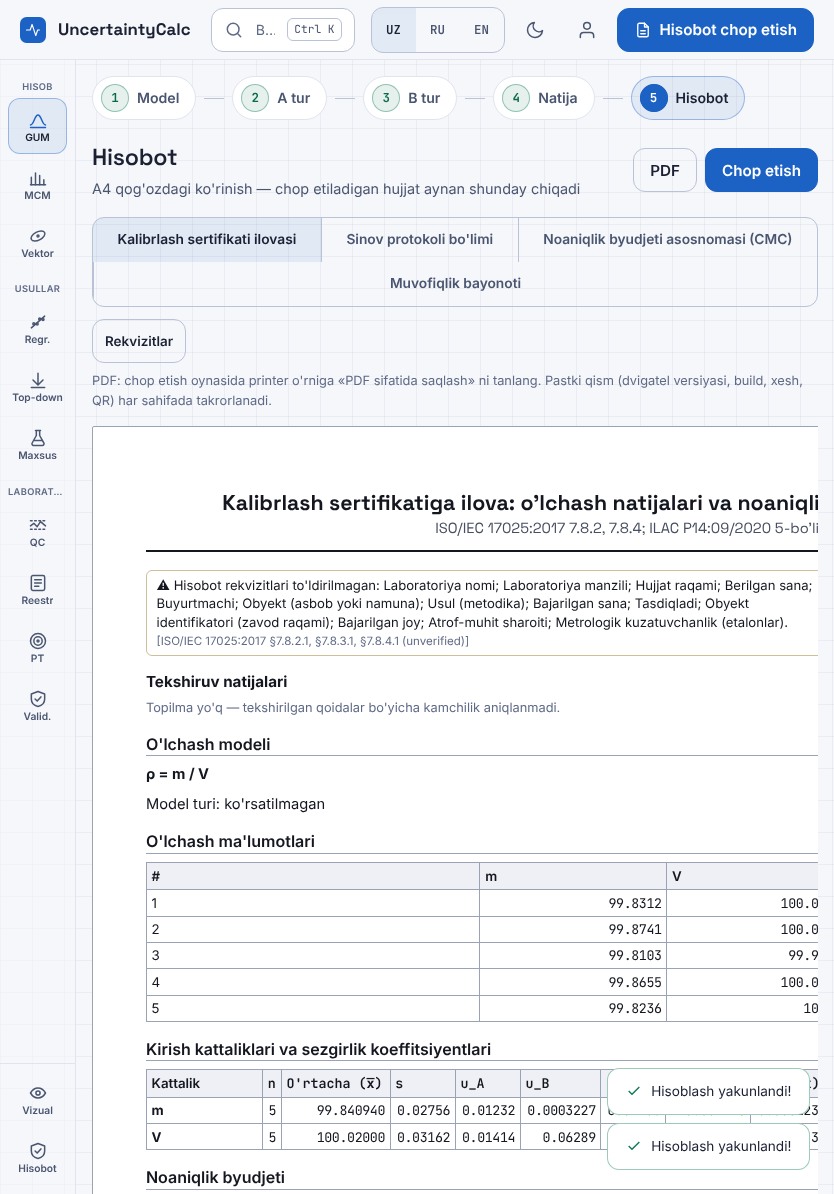 UncertaintyCalc
B...
Ctrl K
UZ
RU
EN
Hisobot chop etish
HISOB
GUM
MCM
Vektor
USULLAR
Regr.
Top-down
Maxsus
LABORAT...
QC
Reestr
PT
Valid.
Vizual
Hisobot
1 Model
2 A tur
3 B tur
4 Natija
5 Hisobot
Hisobot
A4 qog'ozdagi ko'rinish — chop etiladigan hujjat aynan shunday chiqadi
PDF
Chop etish
Kalibrlash sertifikati ilovasi
Sinov protokoli bo'limi
Noaniqlik byudjeti asosnomasi (CMC)
Muvofiqlik bayonoti
Rekvizitlar
PDF: chop etish oynasida printer o'rniga «PDF sifatida saqlash» ni tanlang. Pastki qism (dvigatel versiyasi, build, xesh,
QR) har sahifada takrorlanadi.
Kalibrlash sertifikatiga ilova: o’lchash natijalari va noaniqli
ISO/IEC 17025:2017 7.8.2, 7.8.4; ILAC P14:09/2020 5-bo'li
⚠ Hisobot rekvizitlari to'ldirilmagan: Laboratoriya nomi; Laboratoriya manzili; Hujjat raqami; Berilgan sana;
Buyurtmachi; Obyekt (asbob yoki namuna); Usul (metodika); Bajarilgan sana; Tasdiqladi; Obyekt
identifikatori (zavod raqami); Bajarilgan joy; Atrof-muhit sharoiti; Metrologik kuzatuvchanlik (etalonlar).
[ISO/IEC 17025:2017 §7.8.2.1, §7.8.3.1, §7.8.4.1 (unverified)]
Tekshiruv natijalari
Topilma yo'q — tekshirilgan qoidalar bo'yicha kamchilik aniqlanmadi.
O'lchash modeli
ρ = m / V
Model turi: ko'rsatilmagan
O'lchash ma'lumotlari
# m V
1 99.8312 100.0
2 99.8741 100.0
3 99.8103 99.9
4 99.8655 100.0
5 99.8236 10
Kirish kattaliklari va sezgirlik koeffitsiyentlari
Kattalik n O'rtacha (x̅) s u_A u_B
m 5 99.840940 0.02756 0.01232 0.0003227
V 5 100.02000 0.03162 0.01414 0.06289
Noaniqlik byudjeti
Hisoblash yakunlandi!
Hisoblash yakunlandi!